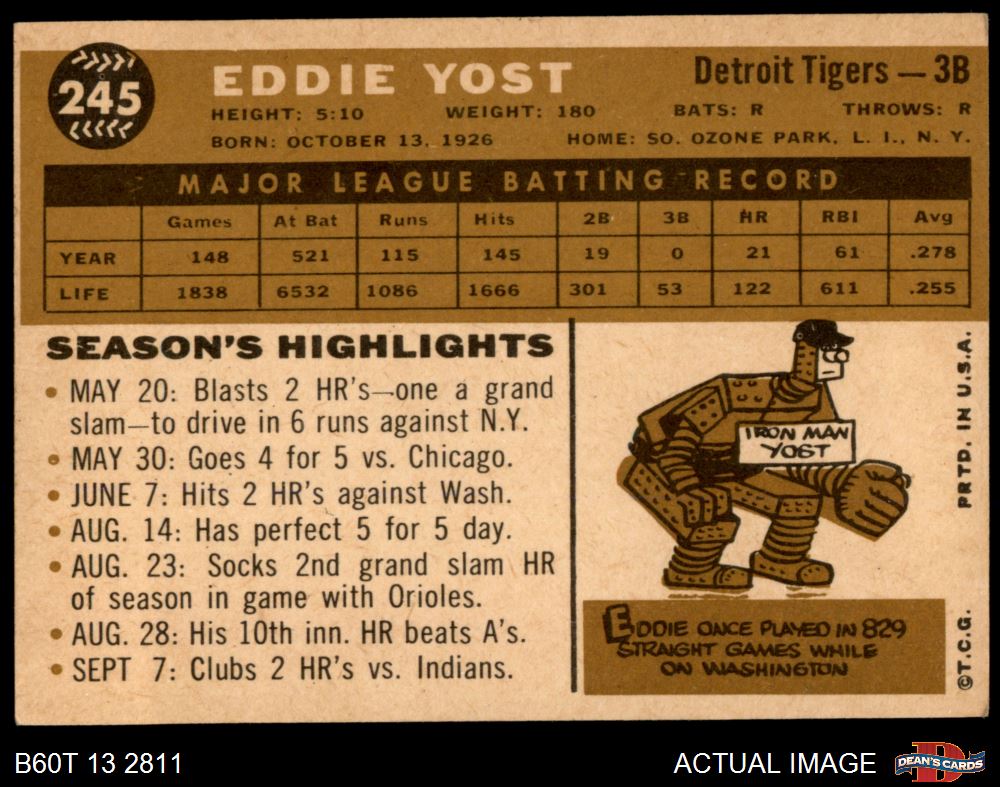 245
EDDIE YOST
Detroit Tigers — 3B
HEIGHT: 5:10 WEIGHT: 180 BATS: R THROWS: R
BORN: OCTOBER 13, 1926 HOME: SO. OZONE PARK, L. I., N. Y.
MAJOR LEAGUE BATTING RECORD
Games At Bat Runs Hits 2B 3B HR RBI Avg
YEAR 148 521 115 145 19 0 21 61 .278
LIFE 1838 6532 1086 1666 301 53 122 611 .255
SEASON'S HIGHLIGHTS
• MAY 20: Blasts 2 HR's—one a grand
slam—to drive in 6 runs against N.Y.
• MAY 30: Goes 4 for 5 vs. Chicago.
• JUNE 7: Hits 2 HR's against Wash.
• AUG. 14: Has perfect 5 for 5 day.
• AUG. 23: Socks 2nd grand slam HR
of season in game with Orioles.
• AUG. 28: His 10th inn. HR beats A's.
• SEPT 7: Clubs 2 HR's vs. Indians.
IRON MAN
YOST
EDDIE ONCE PLAYED IN 829
STRAIGHT GAMES WHILE
ON WASHINGTON
PRTD. IN U.S.A.
©T.C.G.
B60T 13 2811
ACTUAL IMAGE
D
DEAN'S CARDS